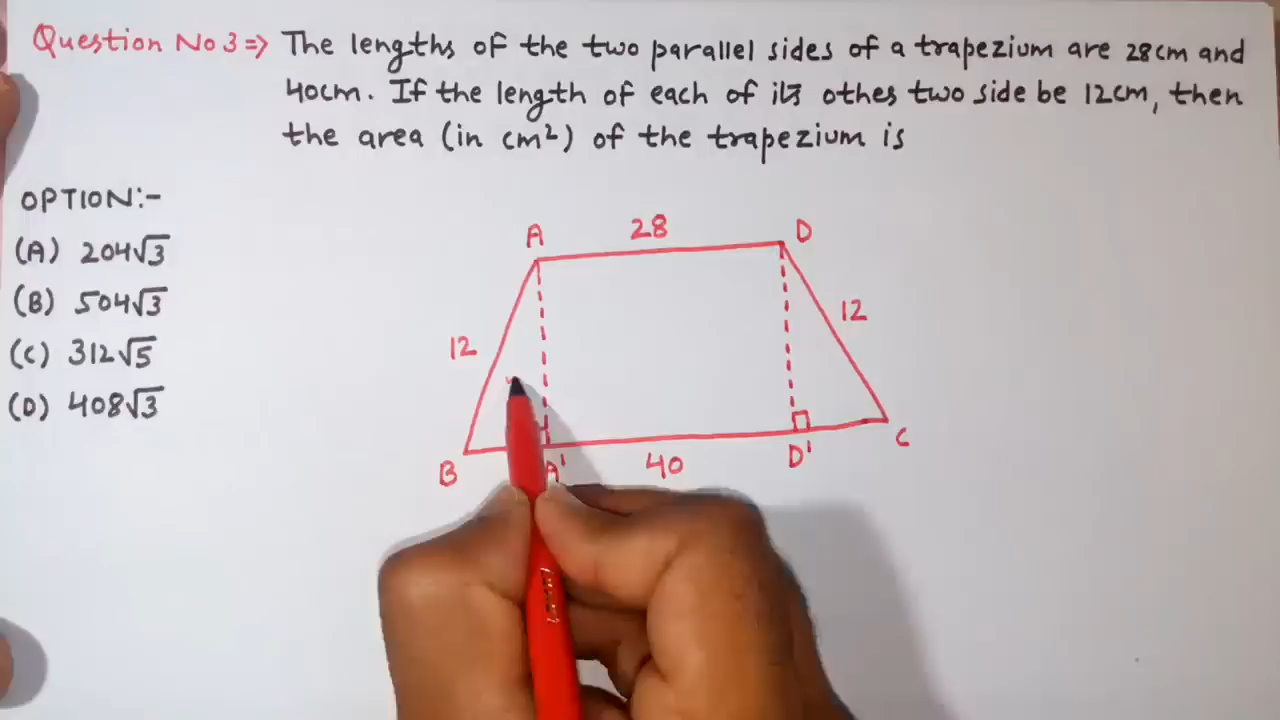 Question No 3 => The lengths of the two parallel sides of a trapezium are 28cm and
40cm. If the length of each of its othes two side be 12cm, then
the area (in cm²) of the trapezium is
OPTION:-
(A) 204√3
(B) 504√3
(C) 312√5
(D) 408√3
A 28 D
12 12
B A' 40 D' C